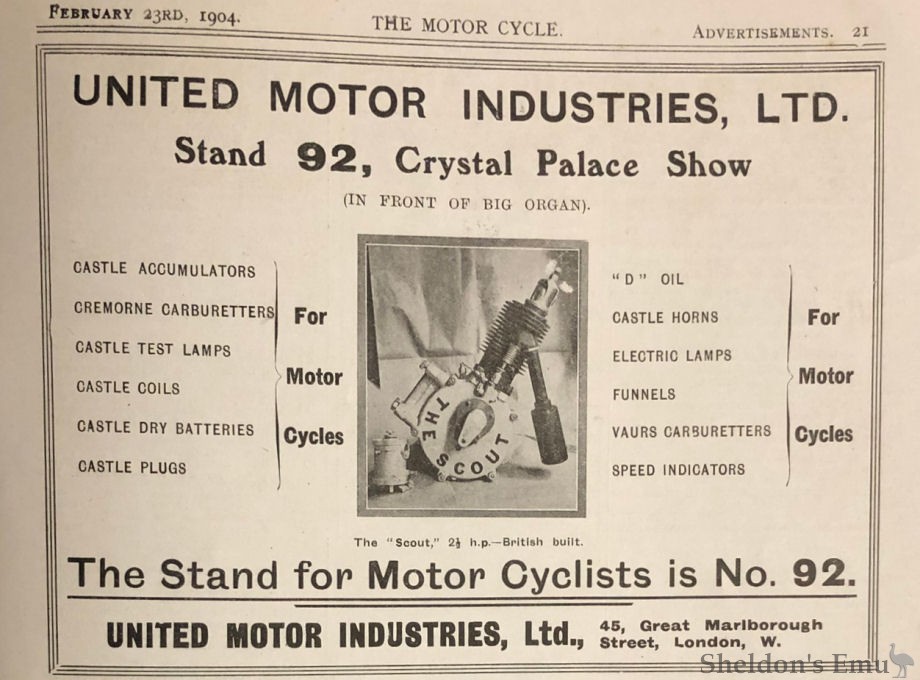 FEBRUARY 23RD, 1904. THE MOTOR CYCLE. ADVERTISEMENTS. 21
UNITED MOTOR INDUSTRIES, LTD.
Stand 92, Crystal Palace Show
(IN FRONT OF BIG ORGAN).
CASTLE ACCUMULATORS
CREMORNE CARBURETTERS
CASTLE TEST LAMPS
CASTLE COILS
CASTLE DRY BATTERIES
CASTLE PLUGS
For
Motor
Cycles
THE SCOUT
"D" OIL
CASTLE HORNS
ELECTRIC LAMPS
FUNNELS
VAURS CARBURETTERS
SPEED INDICATORS
For
Motor
Cycles
The "Scout," 2½ h.p.—British built.
The Stand for Motor Cyclists is No. 92.
UNITED MOTOR INDUSTRIES, Ltd., 45, Great Marlborough
Street, London, W.
Sheldon's Emu